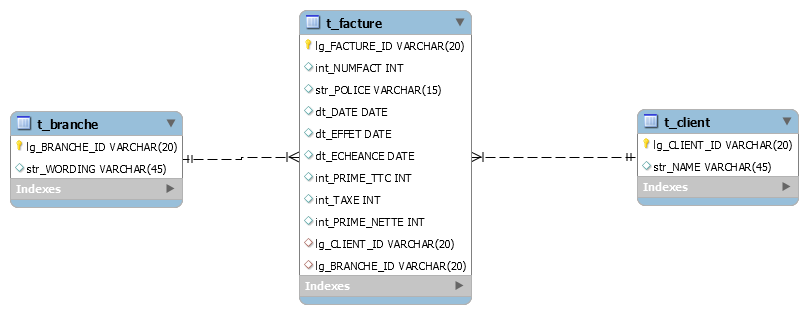 t_branche
lg_BRANCHE_ID VARCHAR(20)
str_WORDING VARCHAR(45)
Indexes
t_facture
lg_FACTURE_ID VARCHAR(20)
int_NUMFACT INT
str_POLICE VARCHAR(15)
dt_DATE DATE
dt_EFFET DATE
dt_ECHEANCE DATE
int_PRIME_TTC INT
int_TAXE INT
int_PRIME_NETTE INT
lg_CLIENT_ID VARCHAR(20)
lg_BRANCHE_ID VARCHAR(20)
Indexes
t_client
lg_CLIENT_ID VARCHAR(20)
str_NAME VARCHAR(45)
Indexes